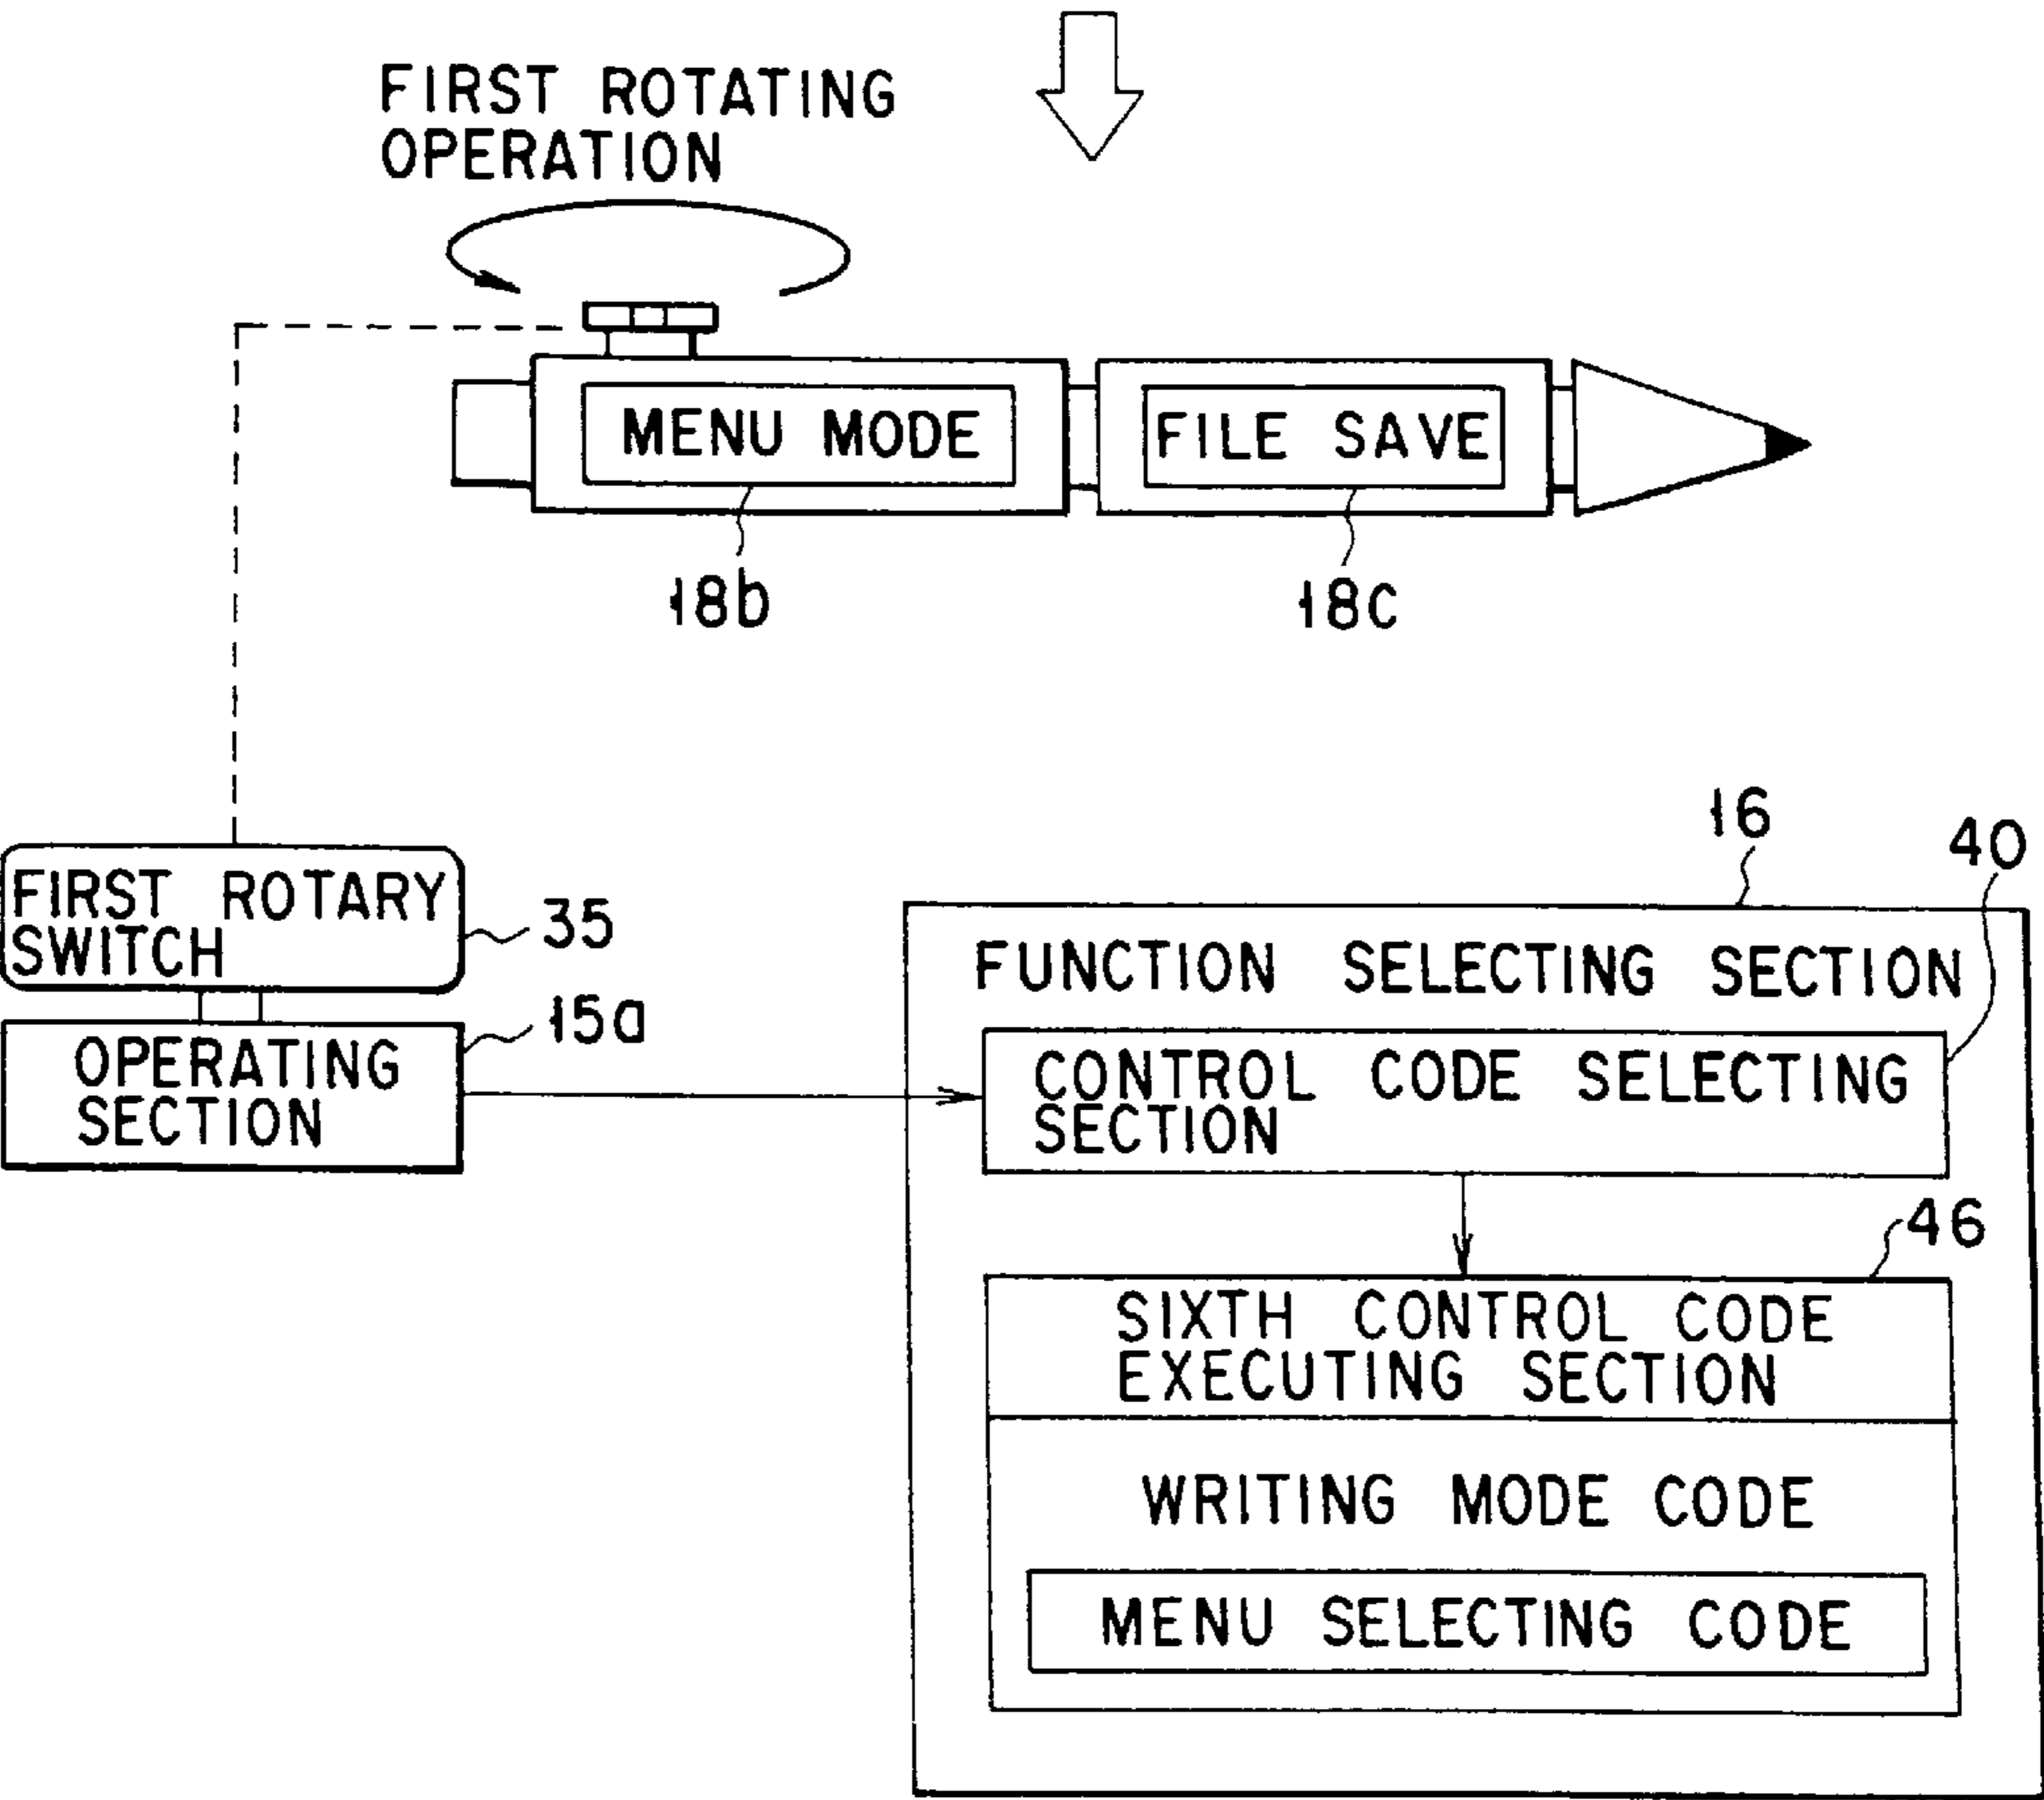 FIRST ROTATING
OPERATION
MENU MODE
FILE SAVE
18b
18c
16
40
FIRST ROTARY
SWITCH
35
FUNCTION SELECTING SECTION
15a
OPERATING
SECTION
CONTROL CODE SELECTING
SECTION
46
SIXTH CONTROL CODE
EXECUTING SECTION
WRITING MODE CODE
MENU SELECTING CODE